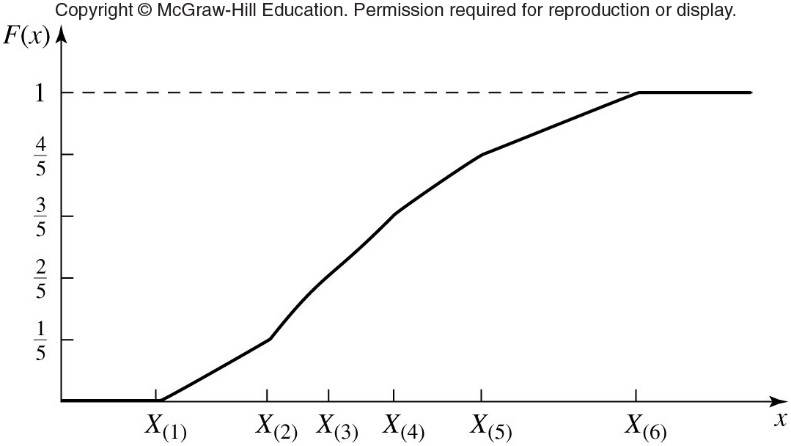 Copyright © McGraw-Hill Education. Permission required for reproduction or display.
F(x)
1
4/5
3/5
2/5
1/5
X(1) X(2) X(3) X(4) X(5) X(6) x